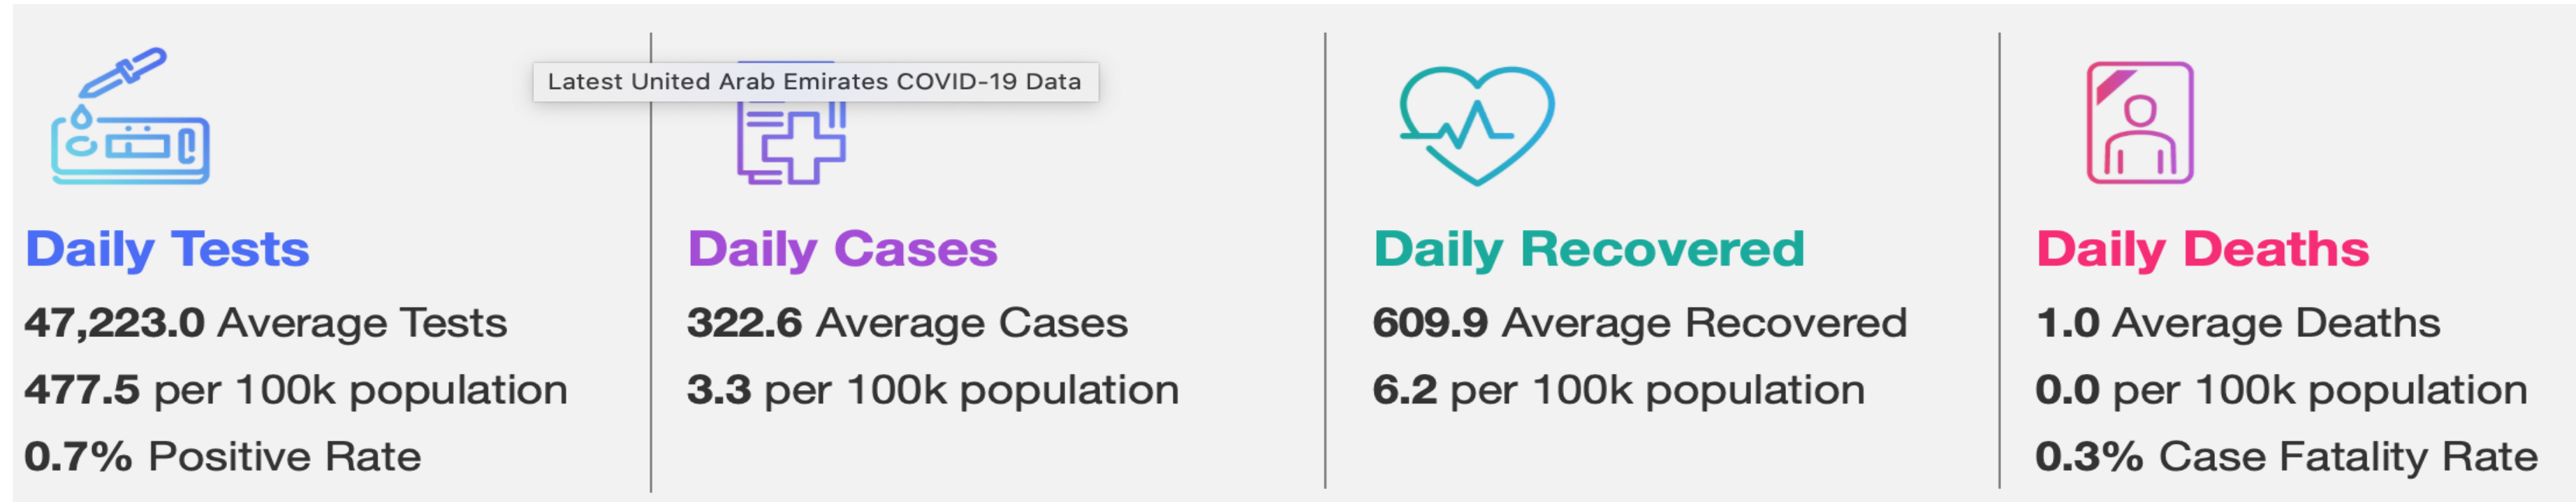 Latest United Arab Emirates COVID-19 Data
Daily Tests
47,223.0 Average Tests
477.5 per 100k population
0.7% Positive Rate
Daily Cases
322.6 Average Cases
3.3 per 100k population
Daily Recovered
609.9 Average Recovered
6.2 per 100k population
Daily Deaths
1.0 Average Deaths
0.0 per 100k population
0.3% Case Fatality Rate